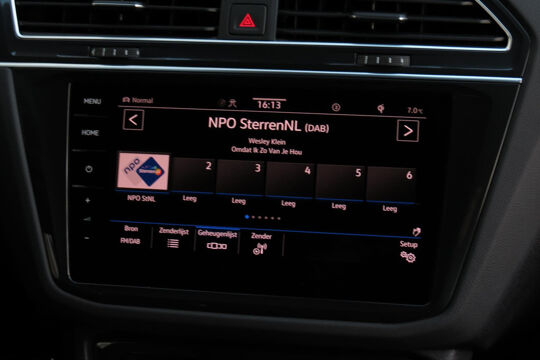 MENU
Normal
16:13
7.0°C
HOME
NPO SterrenNL (DAB)
Wesley Klein
Omdat Ik Zo Van Je Hou
npo
Sterren nl
2
3
4
5
6
NPO StNL
Leeg
Leeg
Leeg
Leeg
Leeg
+
-
Bron
Zenderlijst
Geheugenlijst
Zender
Setup
FM/DAB